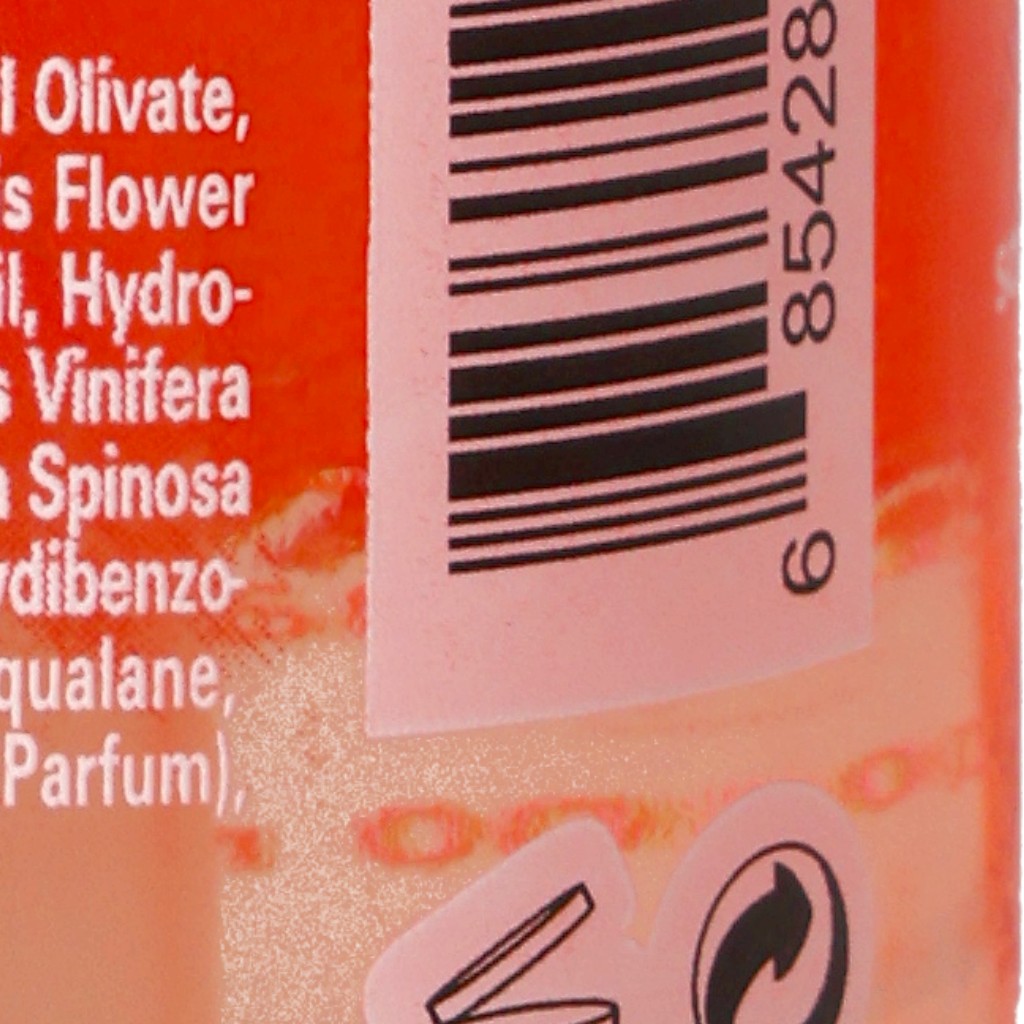 l Olivate,
s Flower
il, Hydro-
s Vinifera
Spinosa
ydibenzo-
qualane,
Parfum),
6 85428